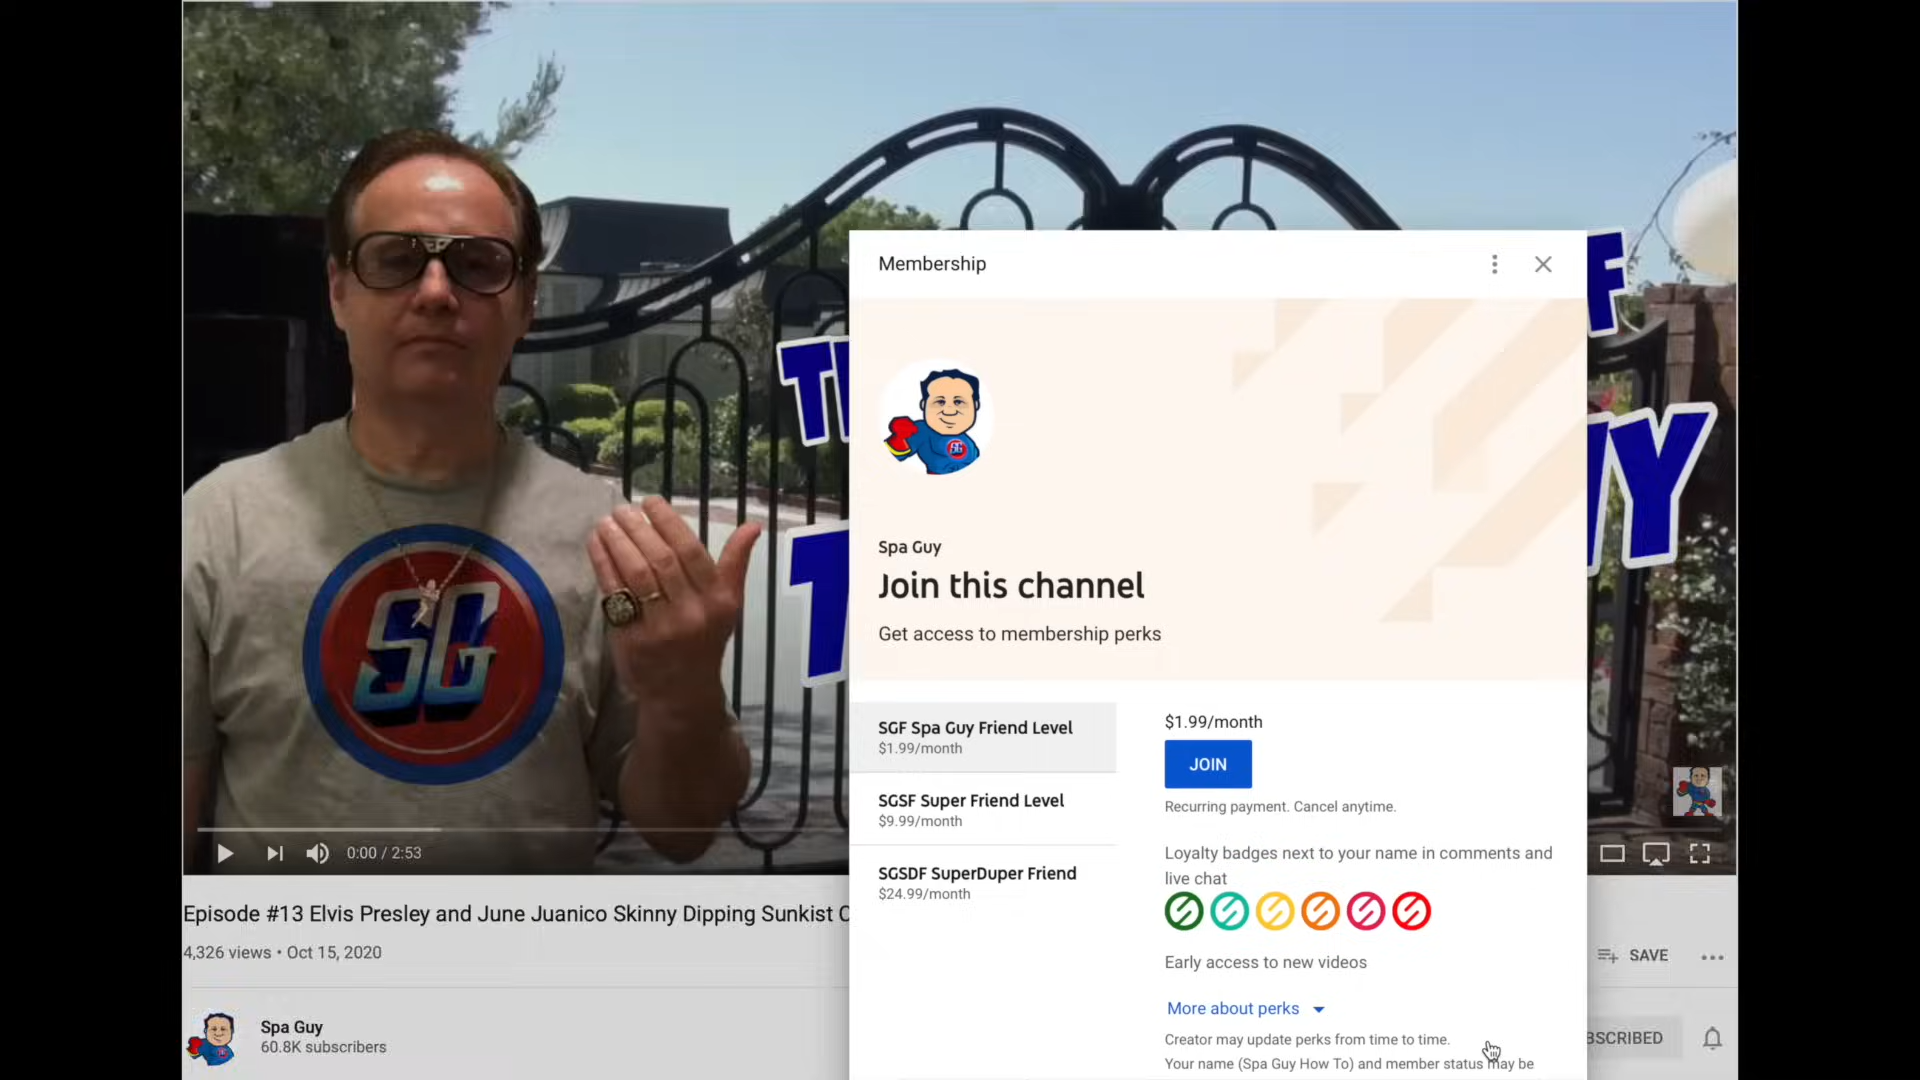 Membership
Spa Guy
Join this channel
Get access to membership perks
SGF Spa Guy Friend Level
$1.99/month
SGSF Super Friend Level
$9.99/month
SGSDF SuperDuper Friend
$24.99/month
$1.99/month
JOIN
Recurring payment. Cancel anytime.
Loyalty badges next to your name in comments and
live chat
Early access to new videos
More about perks
Creator may update perks from time to time.
Your name (Spa Guy How To) and member status may be
SG
0:00 / 2:53
Episode #13 Elvis Presley and June Juanico Skinny Dipping Sunkist
4,326 views • Oct 15, 2020
SAVE
Spa Guy
60.8K subscribers
BSCRIBED